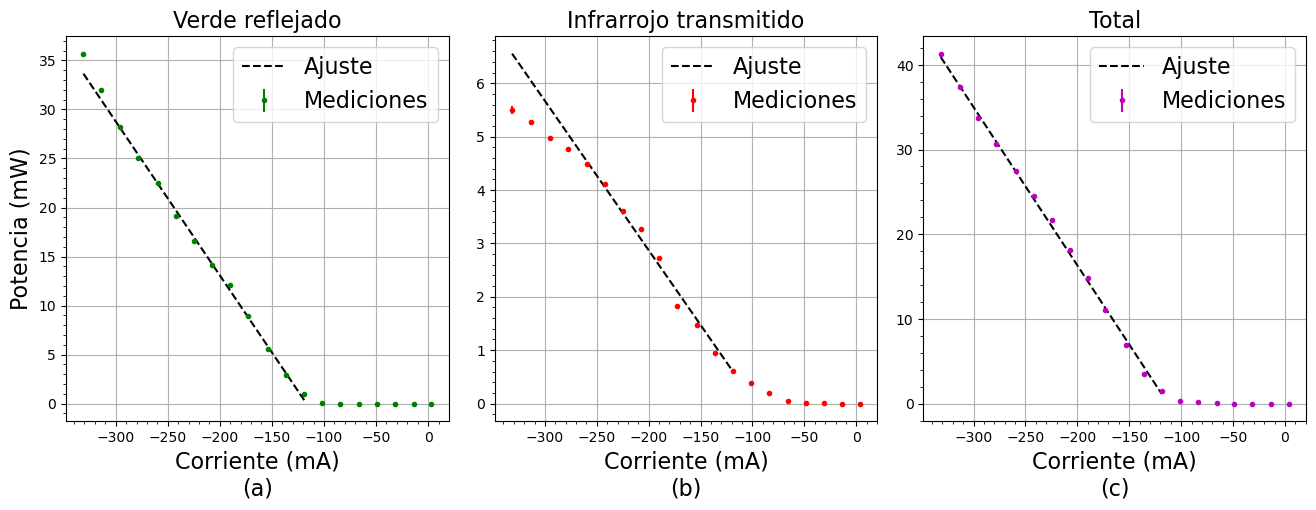 Verde reflejado
Infrarrojo transmitido
Total
Potencia (mW)
35
30
25
20
15
10
5
0
Ajuste
Mediciones
−300 −250 −200 −150 −100 −50 0
Corriente (mA)
(a)
6
5
4
3
2
1
0
Ajuste
Mediciones
−300 −250 −200 −150 −100 −50 0
Corriente (mA)
(b)
40
30
20
10
0
Ajuste
Mediciones
−300 −250 −200 −150 −100 −50 0
Corriente (mA)
(c)